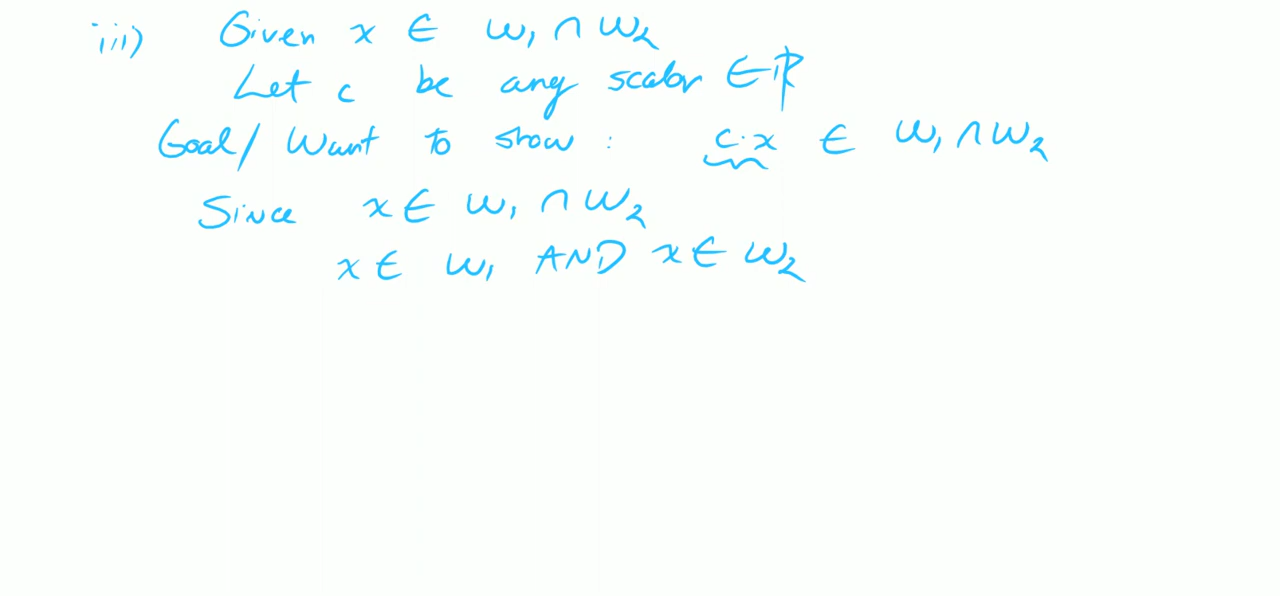 iii) Given x ∈ W₁ ∩ W₂
Let c be any scalar ∈ ℝ
Goal/ Want to show : c·x ∈ W₁ ∩ W₂
Since x ∈ W₁ ∩ W₂
x ∈ W₁ AND x ∈ W₂